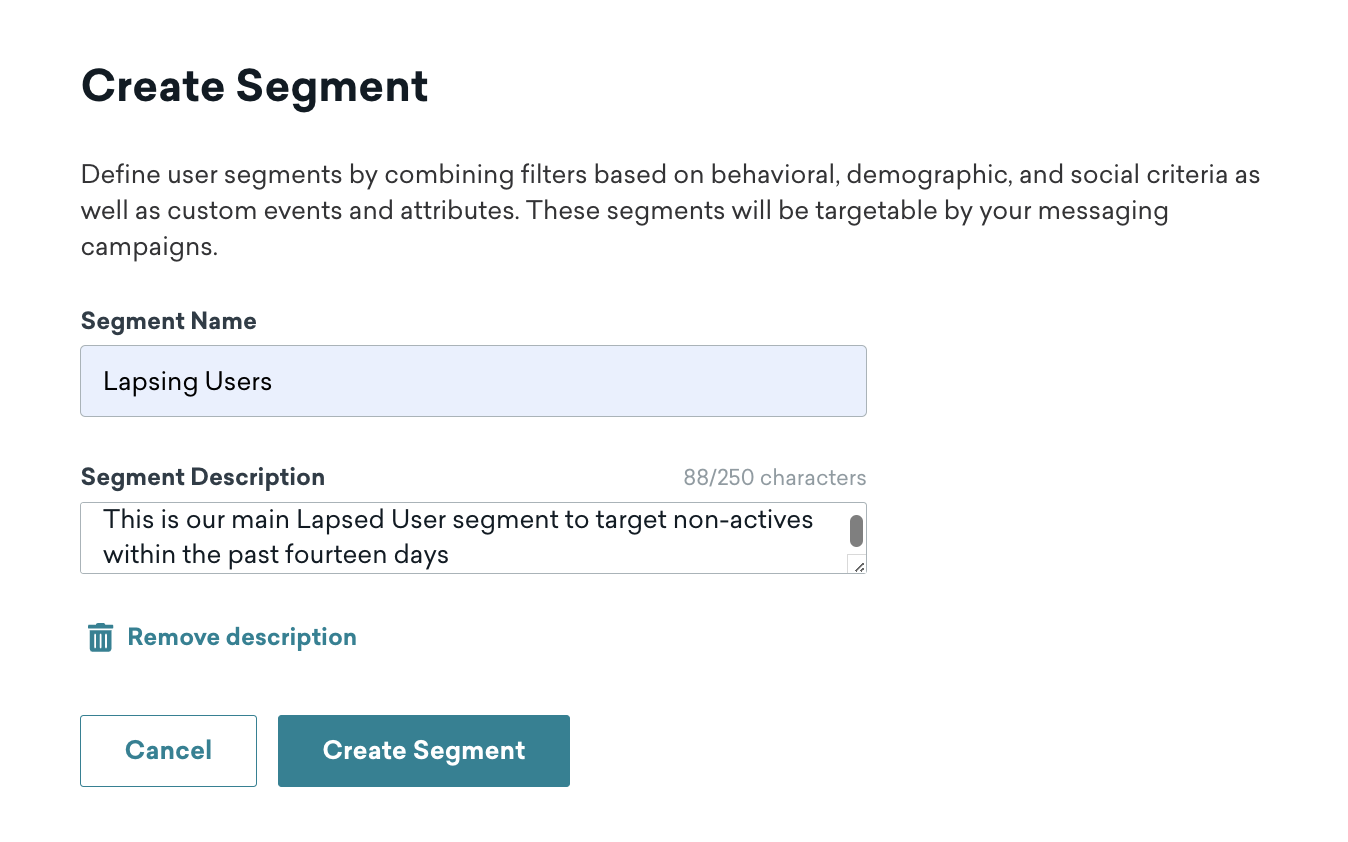 Create Segment
Define user segments by combining filters based on behavioral, demographic, and social criteria as
well as custom events and attributes. These segments will be targetable by your messaging
campaigns.
Segment Name
Lapsing Users
Segment Description 88/250 characters
This is our main Lapsed User segment to target non-actives
within the past fourteen days
Remove description
Cancel Create Segment